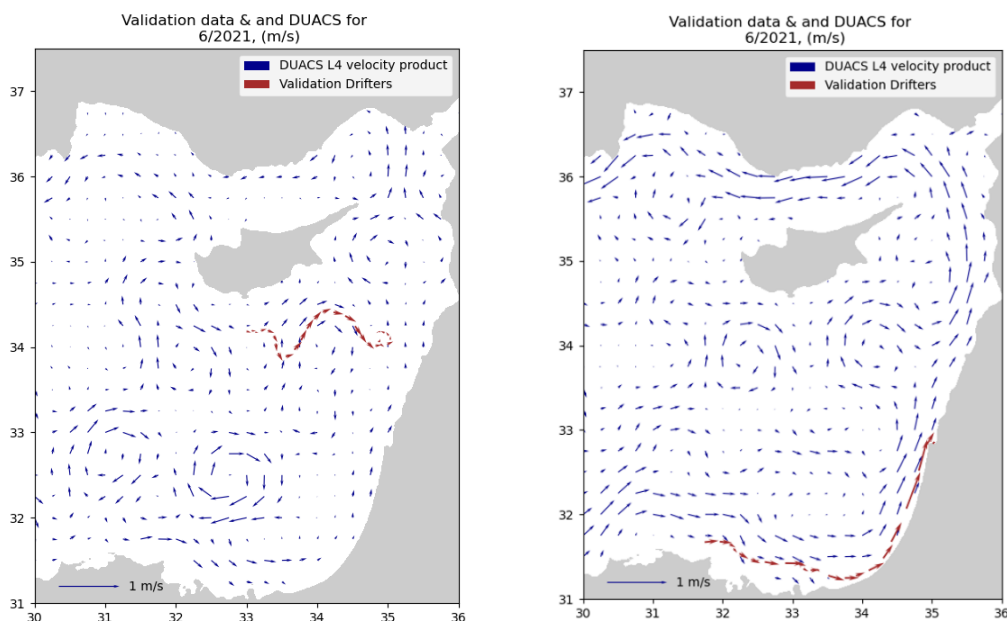 Validation data & and DUACS for
6/2021, (m/s)
DUACS L4 velocity product
Validation Drifters
37
36
35
34
33
32
31
1 m/s
30 31 32 33 34 35 36
Validation data & and DUACS for
6/2021, (m/s)
DUACS L4 velocity product
Validation Drifters
37
36
35
34
33
32
31
1 m/s
30 31 32 33 34 35 36